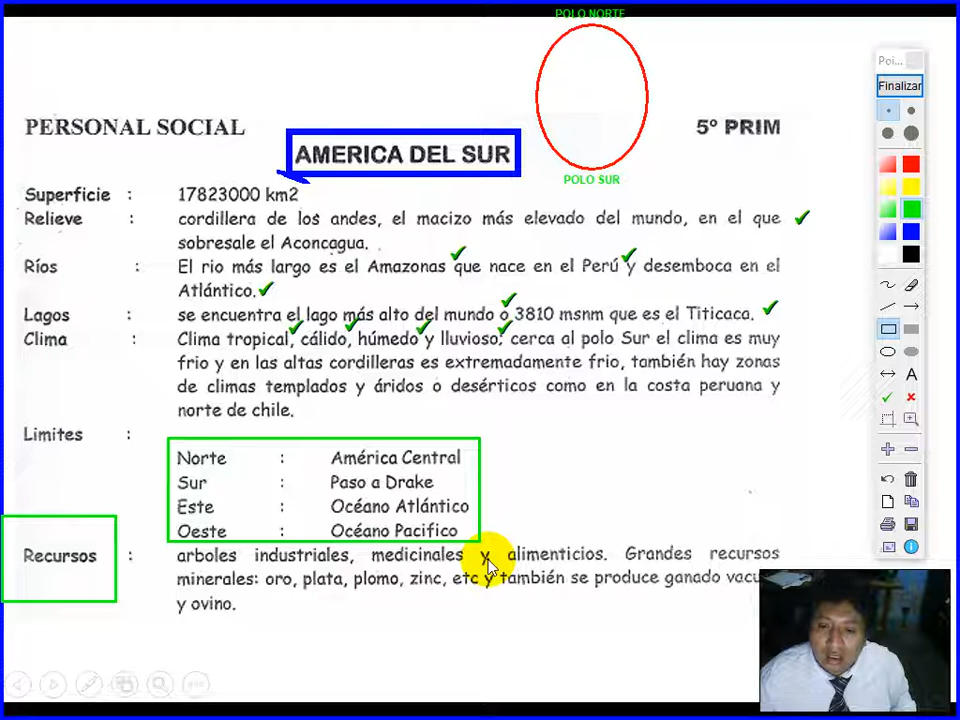 POLO NORTE
Poi...
Finalizar
PERSONAL SOCIAL
5° PRIM
AMERICA DEL SUR
POLO SUR
Superficie : 17823000 km2
Relieve : cordillera de los andes, el macizo más elevado del mundo, en el que
sobresale el Aconcagua.
Ríos : El rio más largo es el Amazonas que nace en el Perú y desemboca en el
Atlántico.
Lagos : se encuentra el lago más alto del mundo o 3810 msnm que es el Titicaca.
Clima : Clima tropical, cálido, húmedo y lluvioso; cerca al polo Sur el clima es muy
frio y en las altas cordilleras es extremadamente frio, también hay zonas
de climas templados y áridos o desérticos como en la costa peruana y
norte de chile.
Limites :
Norte : América Central
Sur : Paso a Drake
Este : Océano Atlántico
Oeste : Océano Pacifico
Recursos : arboles industriales, medicinales y alimenticios. Grandes recursos
minerales: oro, plata, plomo, zinc, etc y también se produce ganado
y ovino.
A